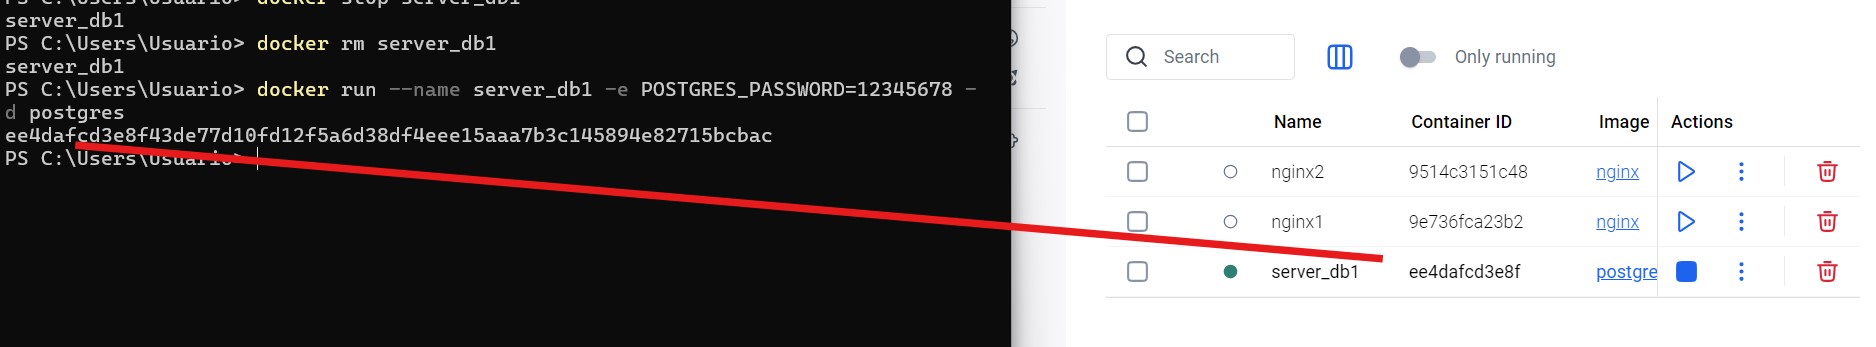 PS C:\Users\Usuario> docker stop server_db1
server_db1
PS C:\Users\Usuario> docker rm server_db1
server_db1
PS C:\Users\Usuario> docker run --name server_db1 -e POSTGRES_PASSWORD=12345678 -
d postgres
ee4dafcd3e8f43de77d10fd12f5a6d38df4eee15aaa7b3c145894e82715bcbac
PS C:\Users\Usuario>
Search
Only running
Name Container ID Image Actions
nginx2 9514c3151c48 nginx
nginx1 9e736fca23b2 nginx
server_db1 ee4dafcd3e8f postgre